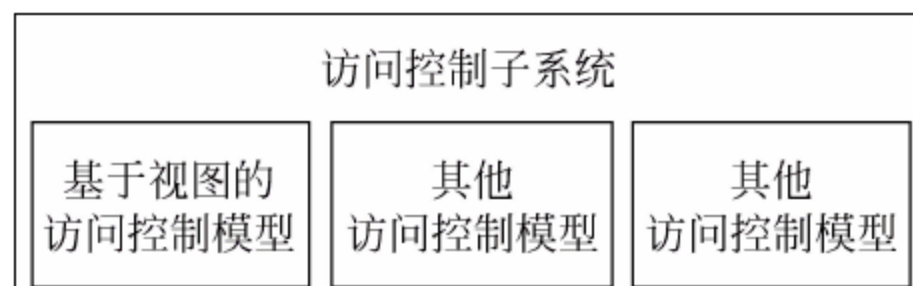 访问控制子系统
基于视图的
访问控制模型
其他
访问控制模型
其他
访问控制模型